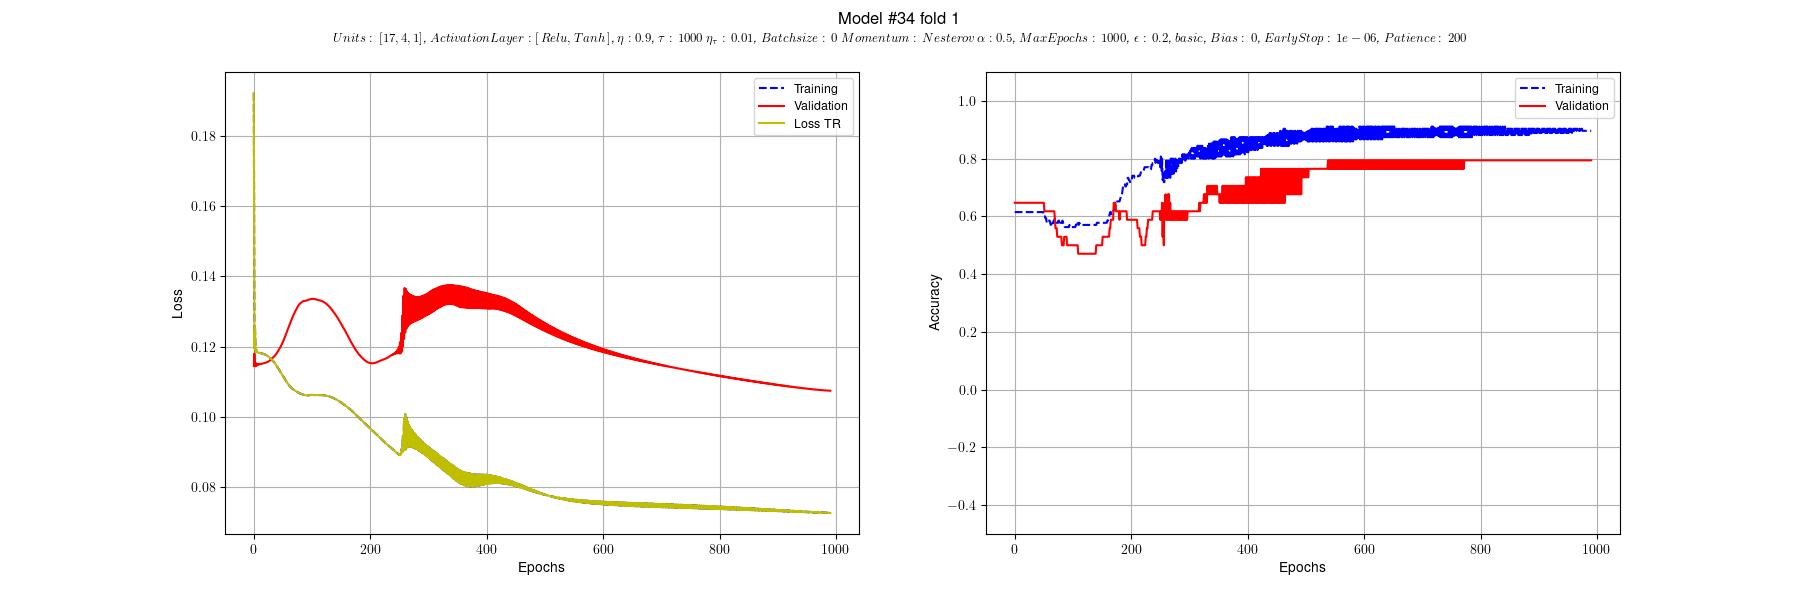 Model #34 fold 1
Units : [17, 4, 1], ActivationLayer : [Relu, Tanh], η : 0.9, τ : 1000 η_τ : 0.01, Batchsize : 0 Momentum : Nesterov α : 0.5, MaxEpochs : 1000, ϵ : 0.2, basic, Bias : 0, EarlyStop : 1e − 06, Patience : 200
Training
Validation
Loss TR
0.18
0.16
0.14
0.12
0.10
0.08
Loss
0 200 400 600 800 1000
Epochs
Training
Validation
1.0
0.8
0.6
0.4
0.2
0.0
−0.2
−0.4
Accuracy
0 200 400 600 800 1000
Epochs